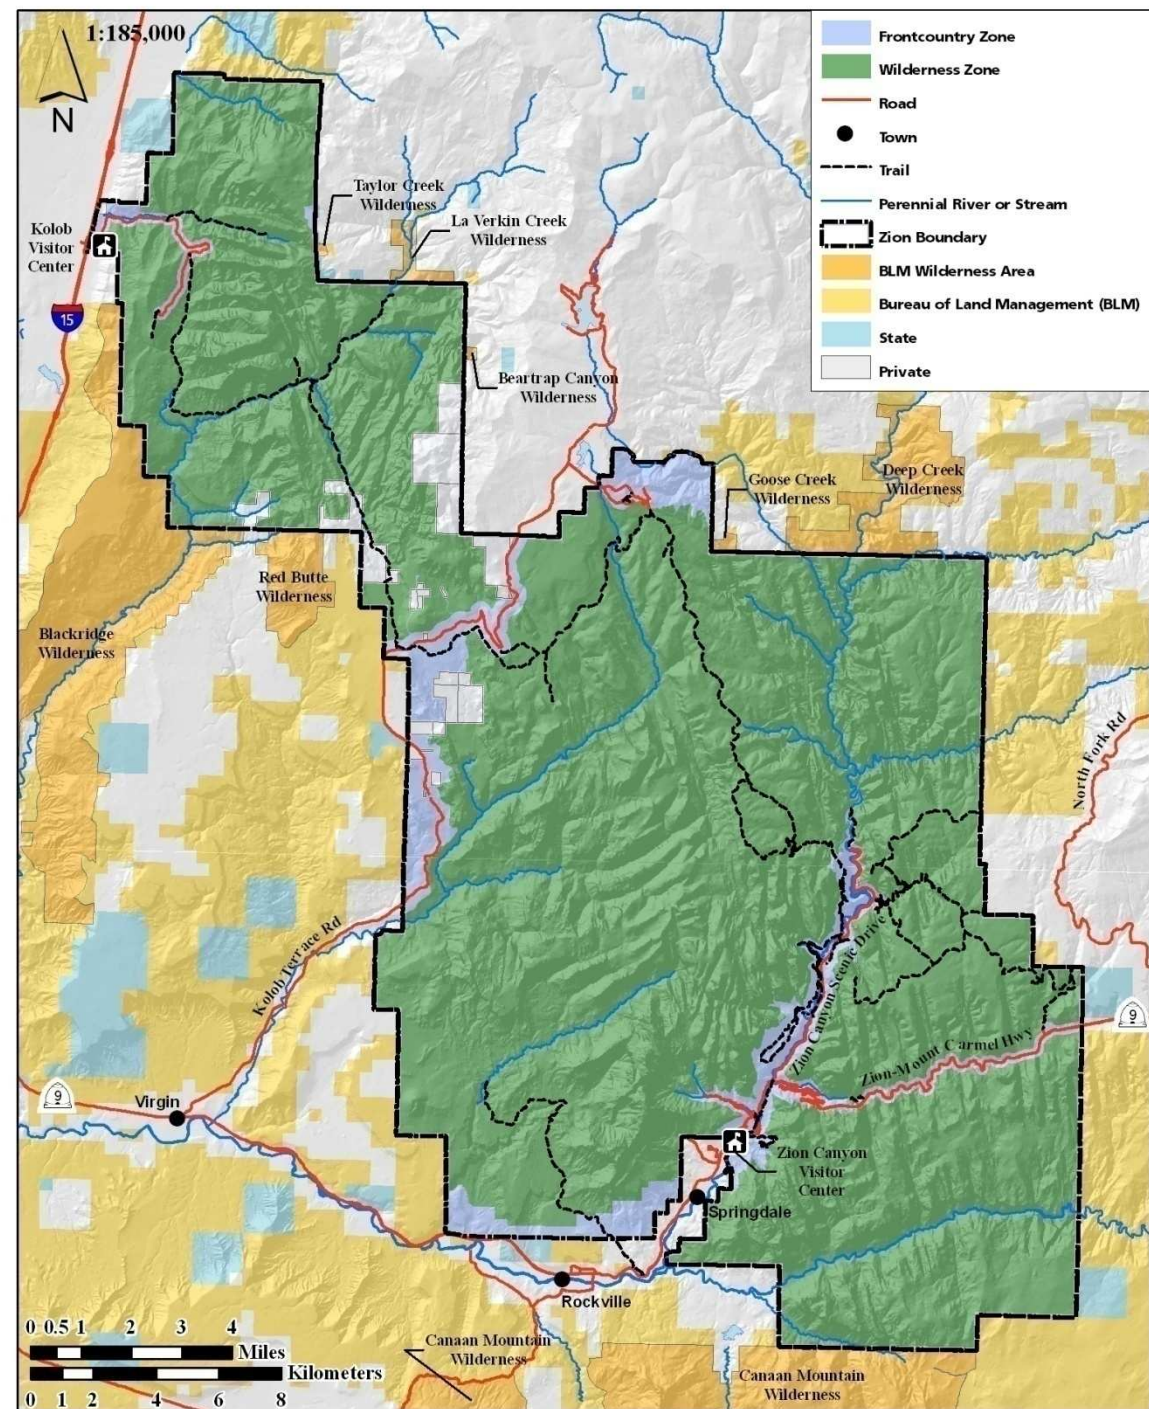 1:185,000
N
Frontcountry Zone
Wilderness Zone
Road
Town
Trail
Perennial River or Stream
Zion Boundary
BLM Wilderness Area
Bureau of Land Management (BLM)
State
Private
Kolob
Visitor
Center
15
Taylor Creek
Wilderness
La Verkin Creek
Wilderness
Beartrap Canyon
Wilderness
Goose Creek
Wilderness
Deep Creek
Wilderness
Red Butte
Wilderness
Blackridge
Wilderness
North Fork Rd
Kolob Terrace Rd
Zion Canyon Scenic Drive
Zion-Mount Carmel Hwy
9
9
Virgin
Zion Canyon
Visitor
Center
Springdale
Rockville
Canaan Mountain
Wilderness
Canaan Mountain
Wilderness
0 0.5 1 2 3 4
Miles
Kilometers
0 1 2 4 6 8